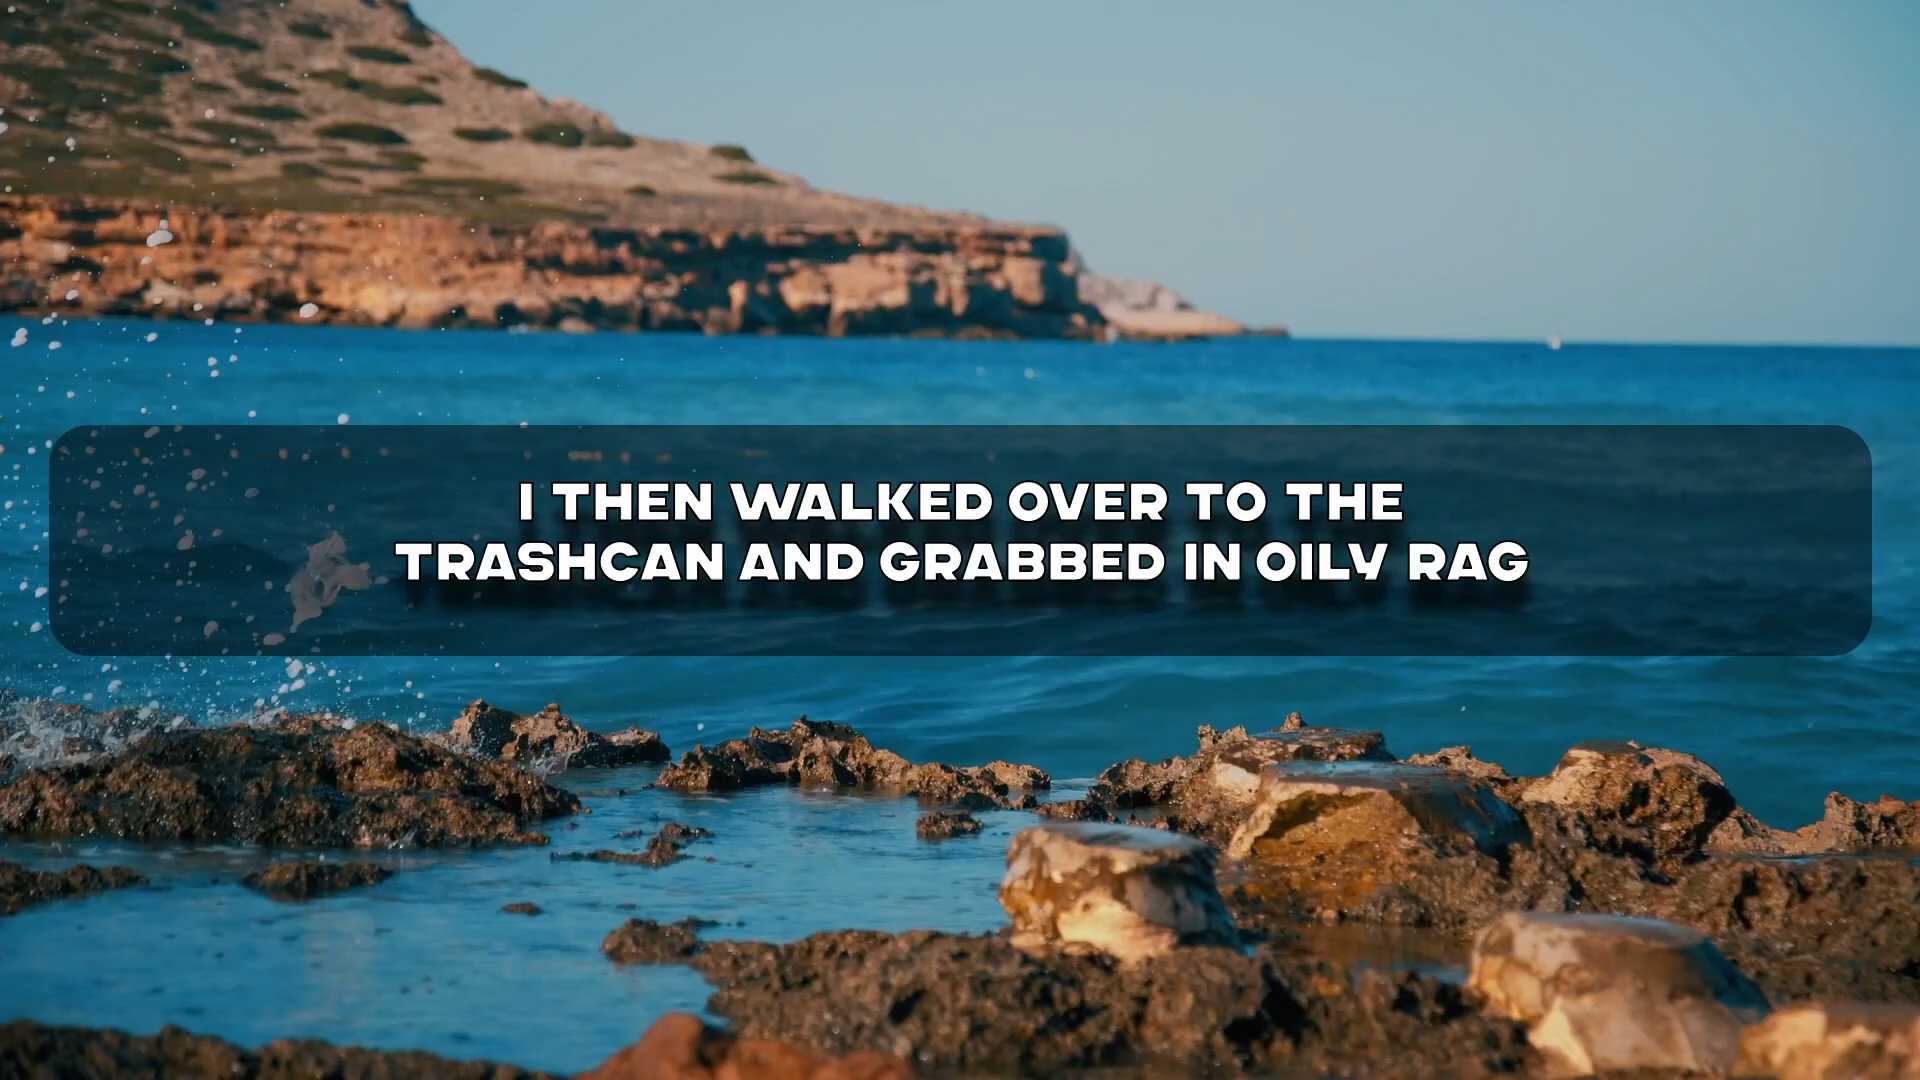 I THEN WALKED OVER TO THE
TRASHCAN AND GRABBED IN OILY RAG